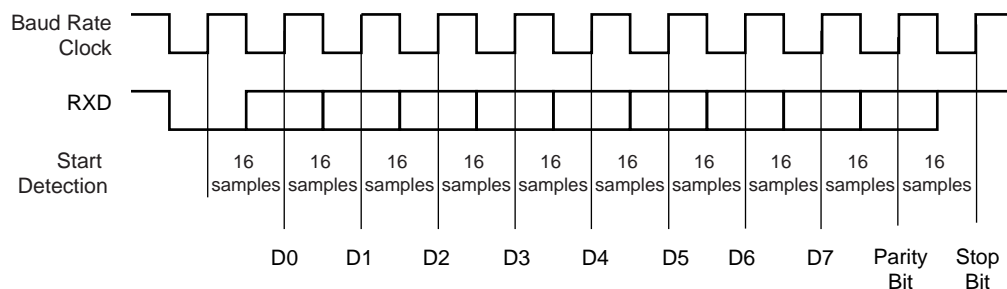 Baud Rate
Clock
RXD
Start
Detection
16 16 16 16 16 16 16 16 16 16
samples samples samples samples samples samples samples samples samples samples
D0 D1 D2 D3 D4 D5 D6 D7 Parity Stop
Bit Bit